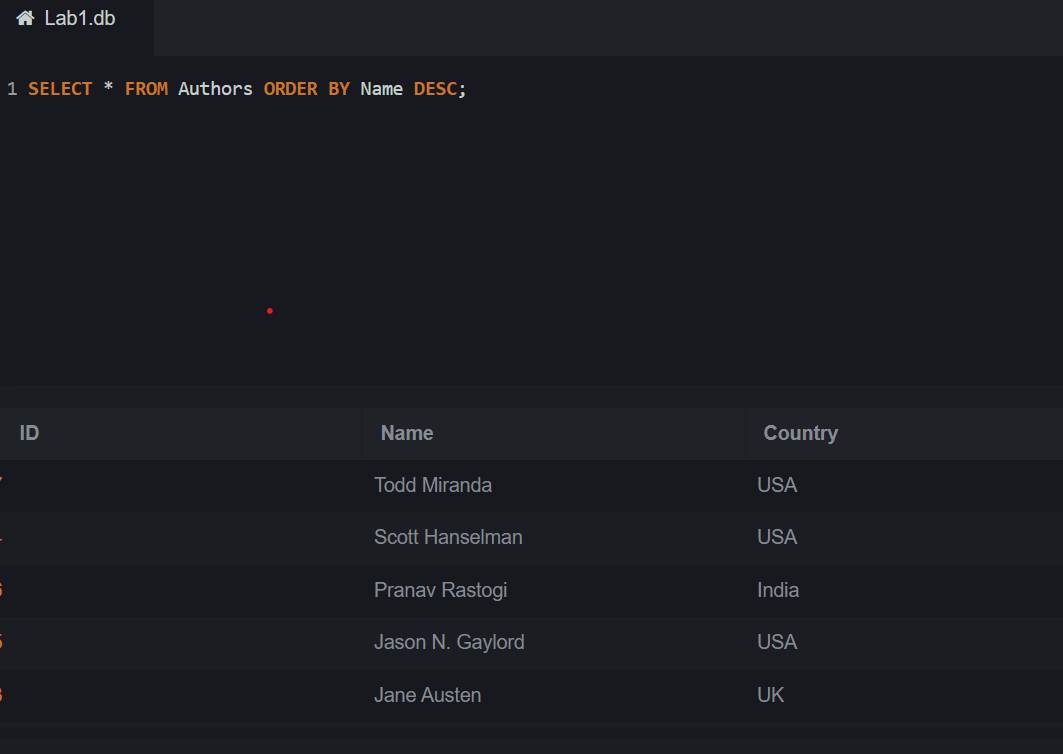 Lab1.db
1 SELECT * FROM Authors ORDER BY Name DESC;
ID Name Country
Todd Miranda USA
Scott Hanselman USA
Pranav Rastogi India
Jason N. Gaylord USA
Jane Austen UK